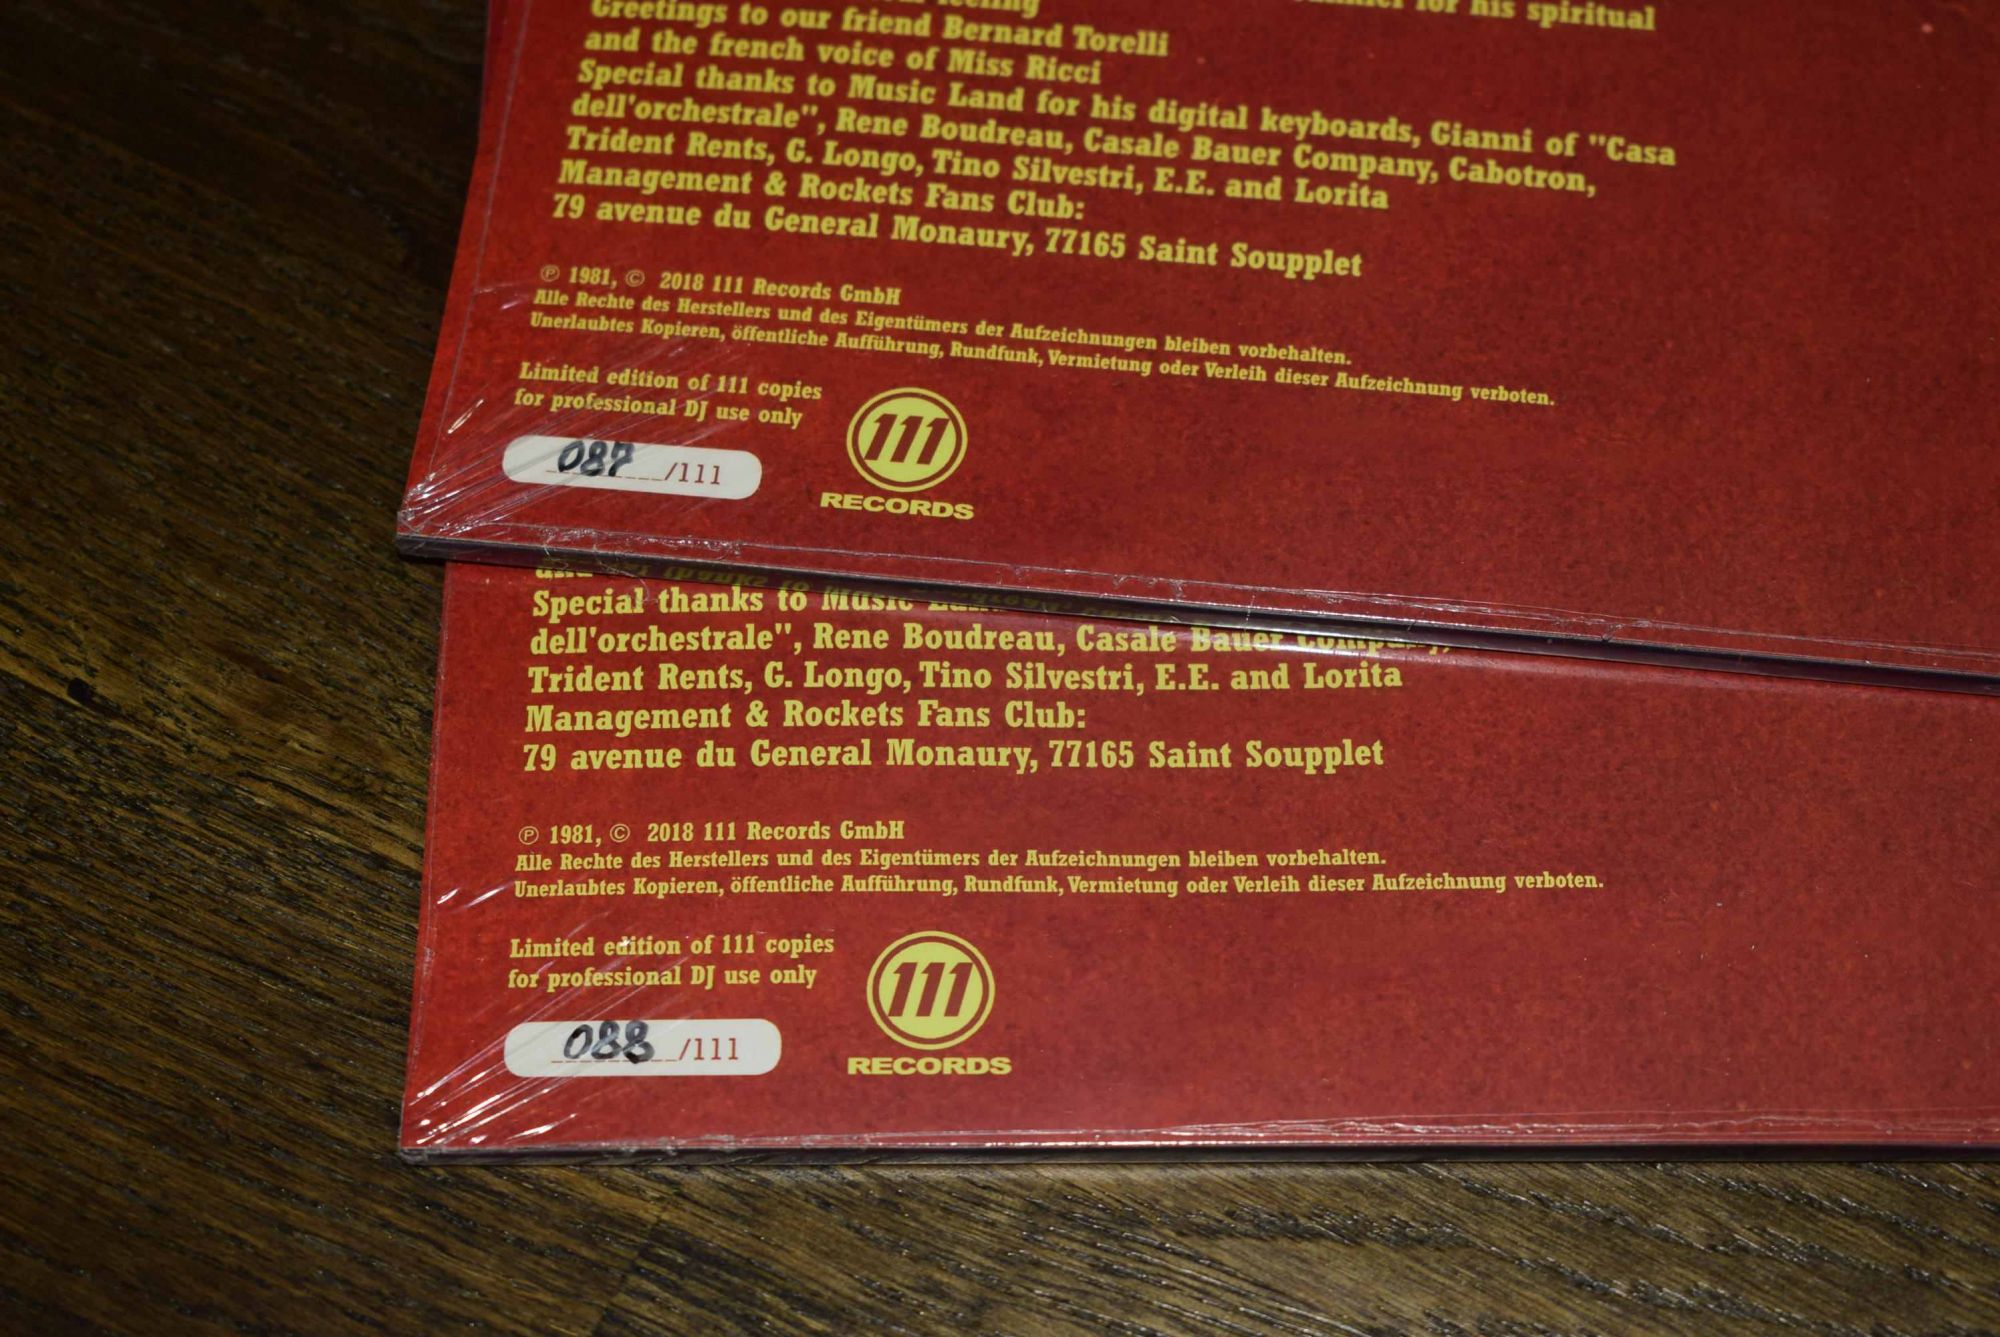 feeling
for his spiritual
Greetings to our friend Bernard Torelli
and the french voice of Miss Ricci
Special thanks to Music Land for his digital keyboards, Gianni of "Casa
dell'orchestrale", Rene Boudreau, Casale Bauer Company, Cabotron,
Trident Rents, G. Longo, Tino Silvestri, E.E. and Lorita
Management & Rockets Fans Club:
79 avenue du General Monaury, 77165 Saint Soupplet
℗ 1981, © 2018 111 Records GmbH
Alle Rechte des Herstellers und des Eigentümers der Aufzeichnungen bleiben vorbehalten.
Unerlaubtes Kopieren, öffentliche Aufführung, Rundfunk, Vermietung oder Verleih dieser Aufzeichnung verboten.
Limited edition of 111 copies
for professional DJ use only
087 /111
111
RECORDS
Special thanks to Music
dell'orchestrale", Rene Boudreau, Casale Bauer Company,
Trident Rents, G. Longo, Tino Silvestri, E.E. and Lorita
Management & Rockets Fans Club:
79 avenue du General Monaury, 77165 Saint Soupplet
℗ 1981, © 2018 111 Records GmbH
Alle Rechte des Herstellers und des Eigentümers der Aufzeichnungen bleiben vorbehalten.
Unerlaubtes Kopieren, öffentliche Aufführung, Rundfunk, Vermietung oder Verleih dieser Aufzeichnung verboten.
Limited edition of 111 copies
for professional DJ use only
088 /111
111
RECORDS